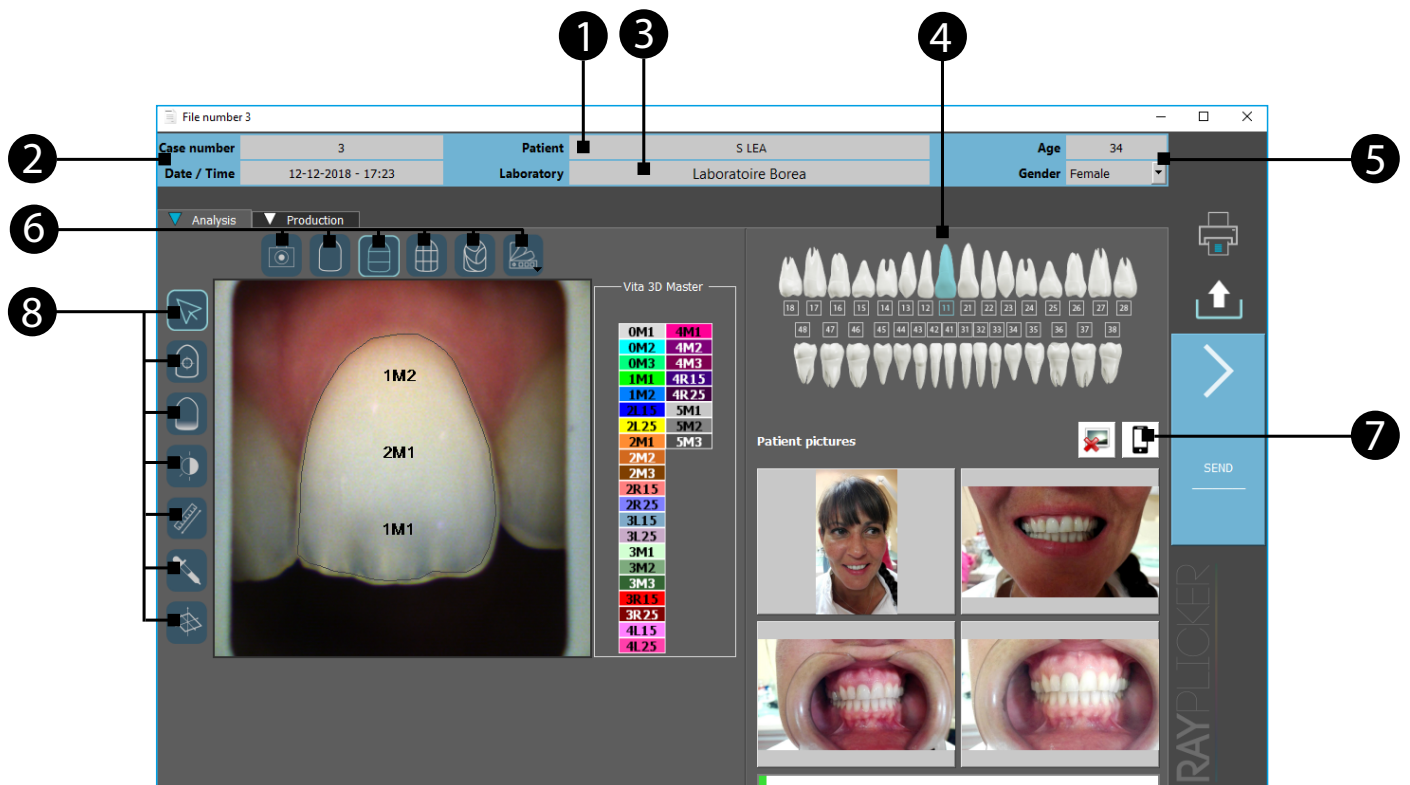 1
3
4
File number 3
2
Case number 3 Patient S LEA Age 34
5
Date / Time 12-12-2018 - 17:23 Laboratory Laboratoire Borea Gender Female
Analysis Production
6
Vita 3D Master
18 17 16 15 14 13 12 11 21 22 23 24 25 26 27 28
8
0M1 4M1
48 47 46 45 44 43 42 41 31 32 33 34 35 36 37 38
0M2 4M2
0M3 4M3
1M1 4R15
1M2 4R25
2L15 5M1
2L25 5M2
2M1 5M3
2M2
2M3
2R15
2R25
3L15
3L25
3M1
3M2
3M3
3R15
3R25
4L15
4L25
1M2
2M1
1M1
Patient pictures
7
SEND
RAYPLICKER